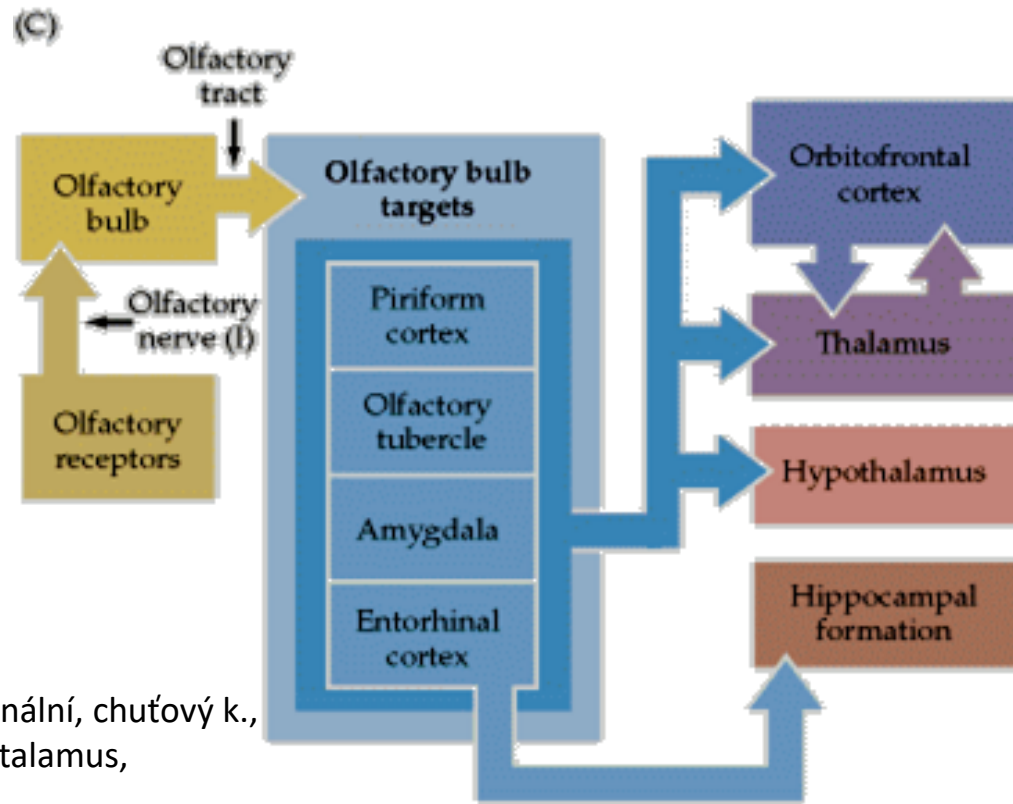 (C)
Olfactory
tract
Olfactory
bulb
Olfactory
nerve (I)
Olfactory
receptors
Olfactory bulb
targets
Piriform
cortex
Olfactory
tubercle
Amygdala
Entorhinal
cortex
Orbitofrontal
cortex
Thalamus
Hypothalamus
Hippocampal
formation
nální, chuťový k.,
talamus,